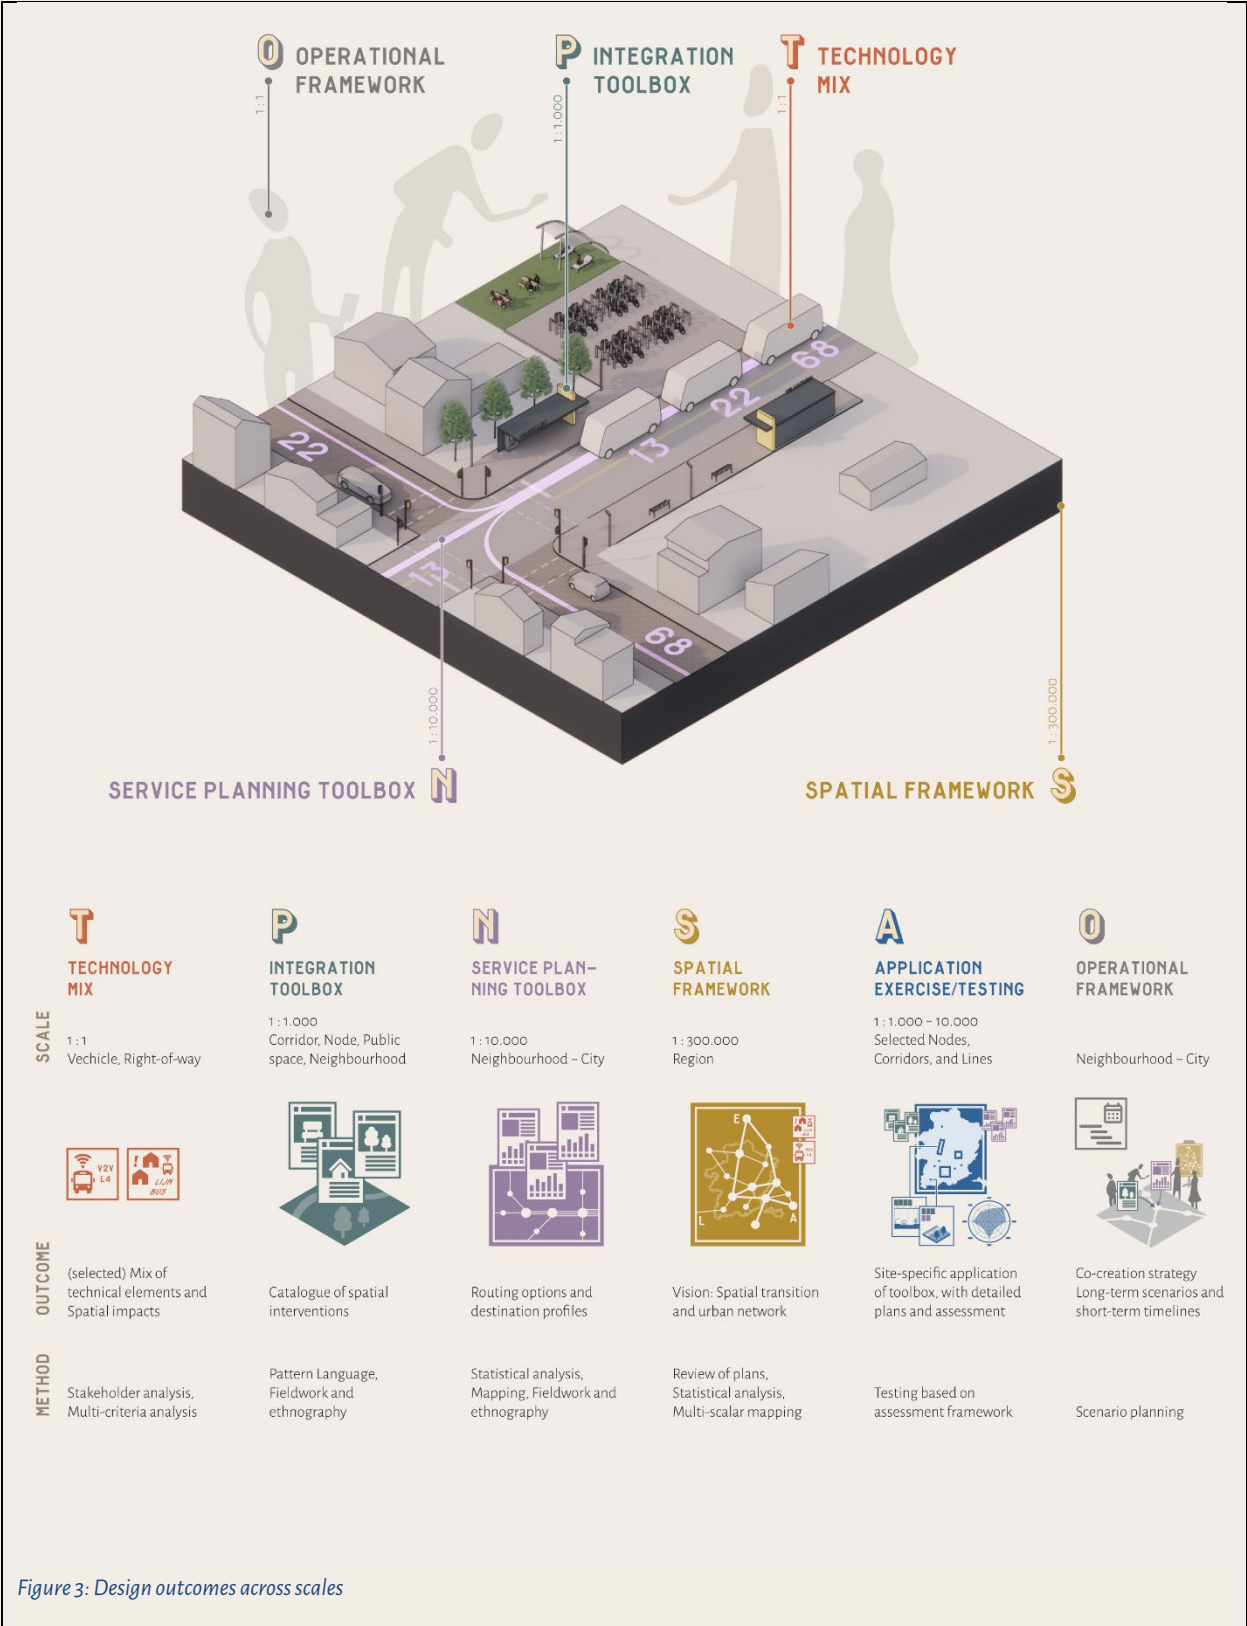 O OPERATIONAL
FRAMEWORK
1:1
P INTEGRATION
TOOLBOX
1:1.000
T TECHNOLOGY
MIX
1:1
68
22
13
22
13
68
1:10.000
SERVICE PLANNING TOOLBOX N
1:300.000
SPATIAL FRAMEWORK S
T
TECHNOLOGY
MIX
P
INTEGRATION
TOOLBOX
N
SERVICE PLAN-
NING TOOLBOX
S
SPATIAL
FRAMEWORK
A
APPLICATION
EXERCISE/TESTING
O
OPERATIONAL
FRAMEWORK
SCALE
1:1
Vechicle, Right-of-way
1:1.000
Corridor, Node, Public
space, Neighbourhood
1:10.000
Neighbourhood ~ City
1:300.000
Region
1:1.000 ~ 10.000
Selected Nodes,
Corridors, and Lines
Neighbourhood ~ City
V2V
L4
LIJN
BUS
E
L
A
OUTCOME
(selected) Mix of
technical elements and
Spatial impacts
Catalogue of spatial
interventions
Routing options and
destination profiles
Vision: Spatial transition
and urban network
Site-specific application
of toolbox, with detailed
plans and assessment
Co-creation strategy
Long-term scenarios and
short-term timelines
METHOD
Stakeholder analysis,
Multi-criteria analysis
Pattern Language,
Fieldwork and
ethnography
Statistical analysis,
Mapping, Fieldwork and
ethnography
Review of plans,
Statistical analysis,
Multi-scalar mapping
Testing based on
assessment framework
Scenario planning
Figure 3: Design outcomes across scales